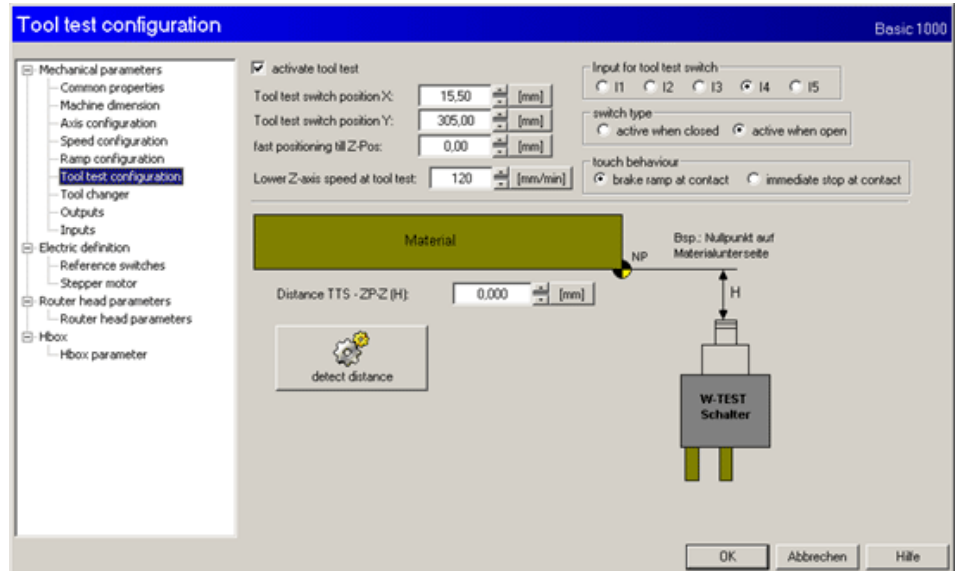 Tool test configuration
Basic 1000
Mechanical parameters
Common properties
Machine dimension
Axis configuration
Speed configuration
Ramp configuration
Tool test configuration
Tool changer
Outputs
Inputs
Electric definition
Reference switches
Stepper motor
Router head parameters
Router head parameters
Hbox
Hbox parameter
activate tool test
Tool test switch position X: 15,50 [mm]
Tool test switch position Y: 305,00 [mm]
fast positioning till Z-Pos: 0,00 [mm]
Lower Z-axis speed at tool test: 120 [mm/min]
Input for tool test switch
I1 I2 I3 I4 I5
switch type
active when closed active when open
touch behaviour
brake ramp at contact immediate stop at contact
Material
NP
Bsp.: Nullpunkt auf
Materialunterseite
H
Distance TTS - ZP-Z (H): 0,000 [mm]
detect distance
W-TEST
Schalter
OK Abbrechen Hilfe